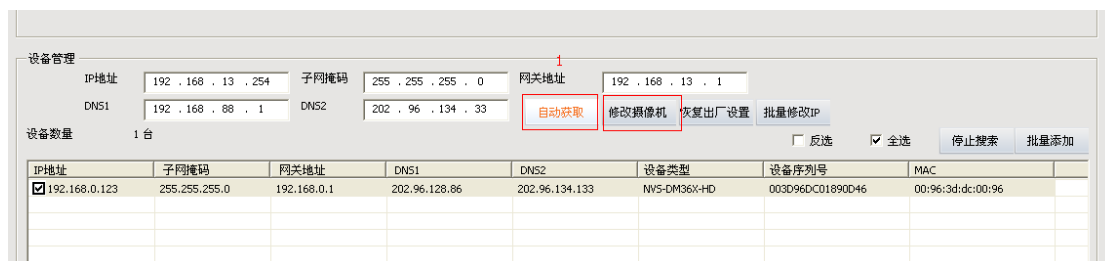 设备管理
1
IP地址 192 . 168 . 13 . 254 子网掩码 255 . 255 . 255 . 0 网关地址 192 . 168 . 13 . 1
DNS1 192 . 168 . 88 . 1 DNS2 202 . 96 . 134 . 33 自动获取 修改摄像机 恢复出厂设置 批量修改IP
设备数量 1 台 反选 全选 停止搜索 批量添加
IP地址 子网掩码 网关地址 DNS1 DNS2 设备类型 设备序列号 MAC
192.168.0.123 255.255.255.0 192.168.0.1 202.96.128.86 202.96.134.133 NVS-DM36X-HD 003D96DC01890D46 00:96:3d:dc:00:96